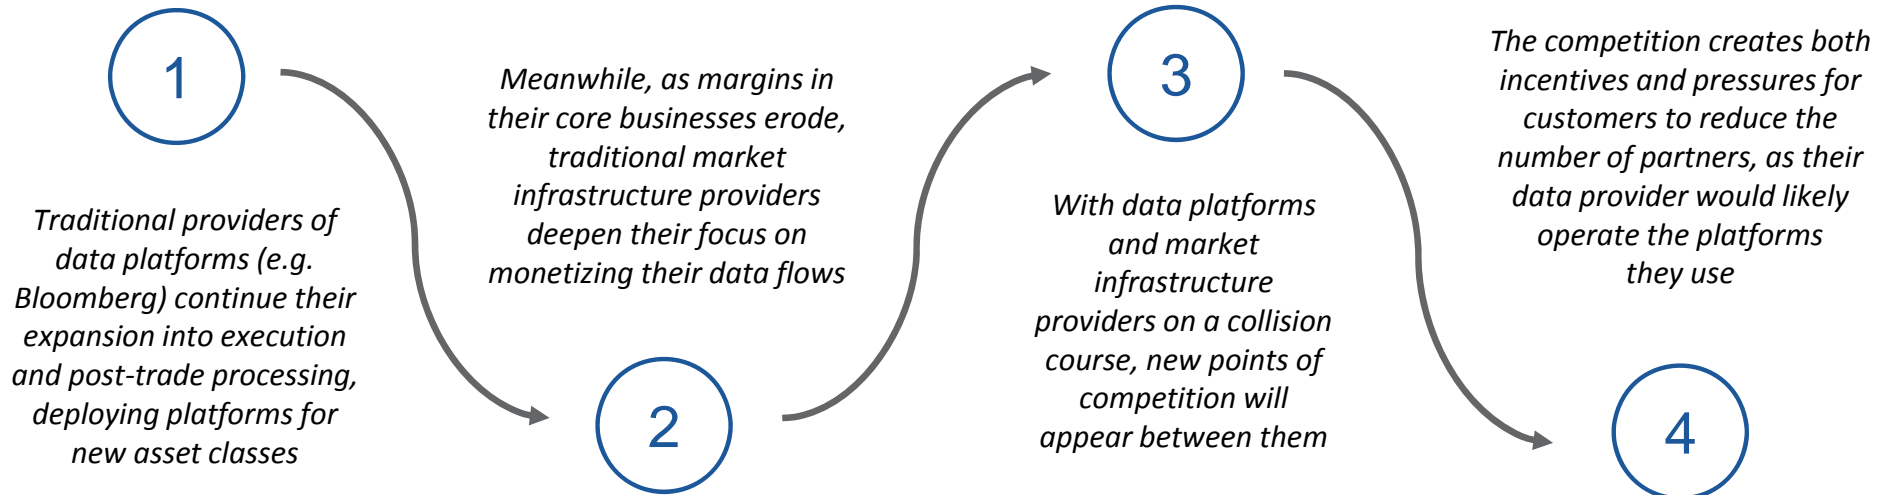 1
Traditional providers of
data platforms (e.g.
Bloomberg) continue their
expansion into execution
and post-trade processing,
deploying platforms for
new asset classes
Meanwhile, as margins in
their core businesses erode,
traditional market
infrastructure providers
deepen their focus on
monetizing their data flows
2
3
With data platforms
and market
infrastructure
providers on a collision
course, new points of
competition will
appear between them
The competition creates both
incentives and pressures for
customers to reduce the
number of partners, as their
data provider would likely
operate the platforms
they use
4